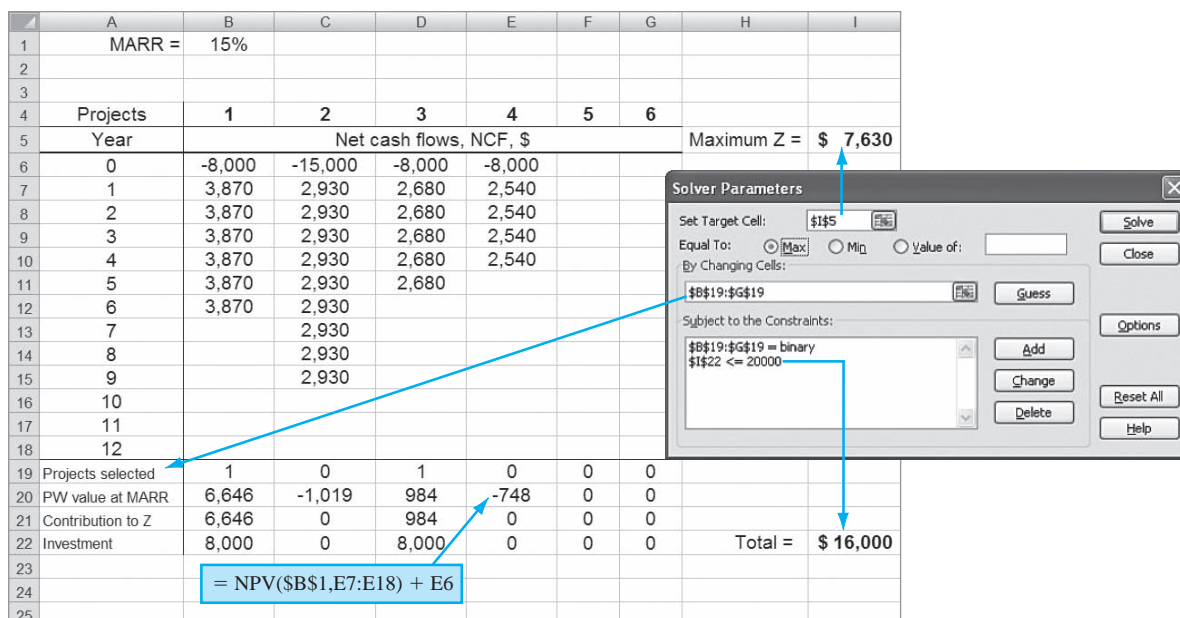 A B C D E F G H I
1 MARR = 15%
2
3
4 Projects 1 2 3 4 5 6
5 Year Net cash flows, NCF, $ Maximum Z = $ 7,630
6 0 -8,000 -15,000 -8,000 -8,000
7 1 3,870 2,930 2,680 2,540
8 2 3,870 2,930 2,680 2,540
9 3 3,870 2,930 2,680 2,540
10 4 3,870 2,930 2,680 2,540
11 5 3,870 2,930 2,680
12 6 3,870 2,930
13 7 2,930
14 8 2,930
15 9 2,930
16 10
17 11
18 12
19 Projects selected 1 0 1 0 0 0
20 PW value at MARR 6,646 -1,019 984 -748 0 0
21 Contribution to Z 6,646 0 984 0 0 0
22 Investment 8,000 0 8,000 0 0 0 Total = $ 16,000
23
24
25
= NPV($B$1,E7:E18) + E6
Solver Parameters
Set Target Cell: $I$5 Solve
Equal To: Max Min Value of: Close
By Changing Cells:
$B$19:$G$19 Guess
Subject to the Constraints: Options
$B$19:$G$19 = binary Add
$I$22 <= 20000
Change
Reset All
Delete
Help